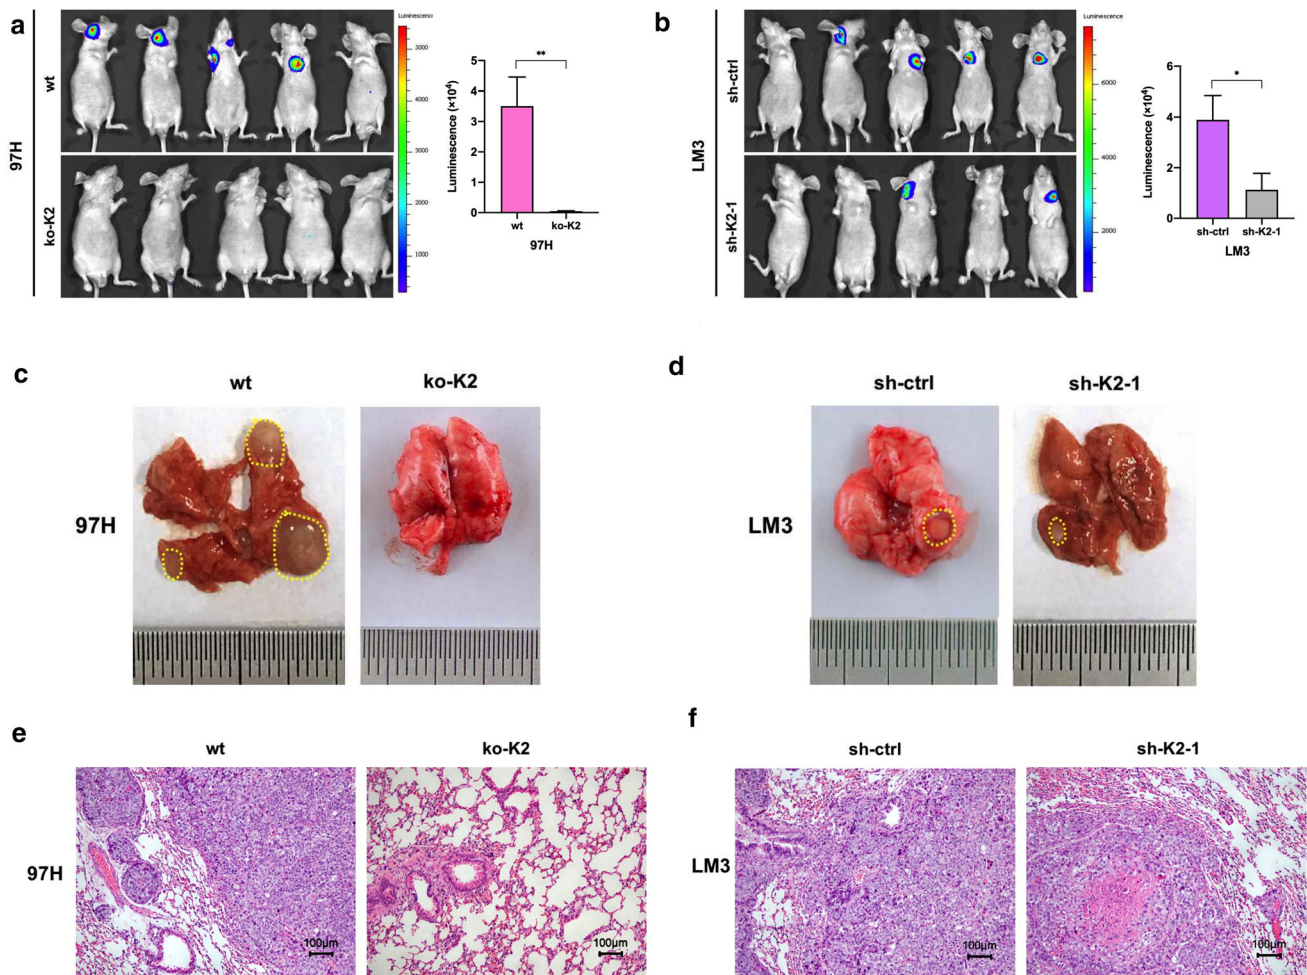 a
97H
wt
ko-K2
Luminescence
5000
4000
3000
2000
1000
Luminescence (×10⁴)
5
4
3
2
1
0
**
wt
ko-K2
97H
b
LM3
sh-ctrl
sh-K2-1
Luminescence
6000
4000
2000
Luminescence (×10⁴)
6
4
2
0
*
sh-ctrl
sh-K2-1
LM3
c
wt
ko-K2
97H
d
sh-ctrl
sh-K2-1
LM3
e
wt
ko-K2
97H
100μm
100μm
f
sh-ctrl
sh-K2-1
LM3
100μm
100μm